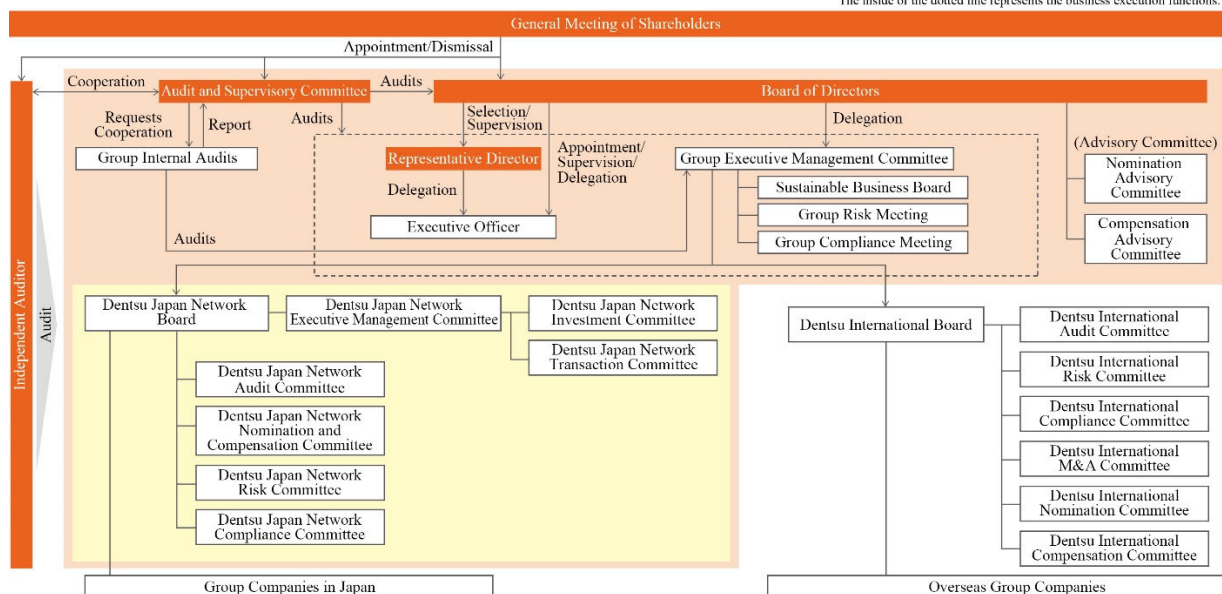 The inside of the dotted line represents the business execution functions.
General Meeting of Shareholders
Appointment/Dismissal
Cooperation
Audit and Supervisory Committee
Audits
Board of Directors
Requests
Cooperation
Report
Audits
Selection/
Supervision
Delegation
Group Internal Audits
Representative Director
Appointment/
Supervision/
Delegation
Group Executive Management Committee
(Advisory Committee)
Nomination
Advisory
Committee
Delegation
Sustainable Business Board
Executive Officer
Group Risk Meeting
Compensation
Advisory
Committee
Audits
Group Compliance Meeting
Independent Auditor
Audit
Dentsu Japan Network
Board
Dentsu Japan Network
Executive Management Committee
Dentsu Japan Network
Investment Committee
Dentsu Japan Network
Transaction Committee
Dentsu Japan Network
Audit Committee
Dentsu Japan Network
Nomination and
Compensation Committee
Dentsu Japan Network
Risk Committee
Dentsu Japan Network
Compliance Committee
Dentsu International Board
Dentsu International
Audit Committee
Dentsu International
Risk Committee
Dentsu International
Compliance Committee
Dentsu International
M&A Committee
Dentsu International
Nomination Committee
Dentsu International
Compensation Committee
Group Companies in Japan
Overseas Group Companies